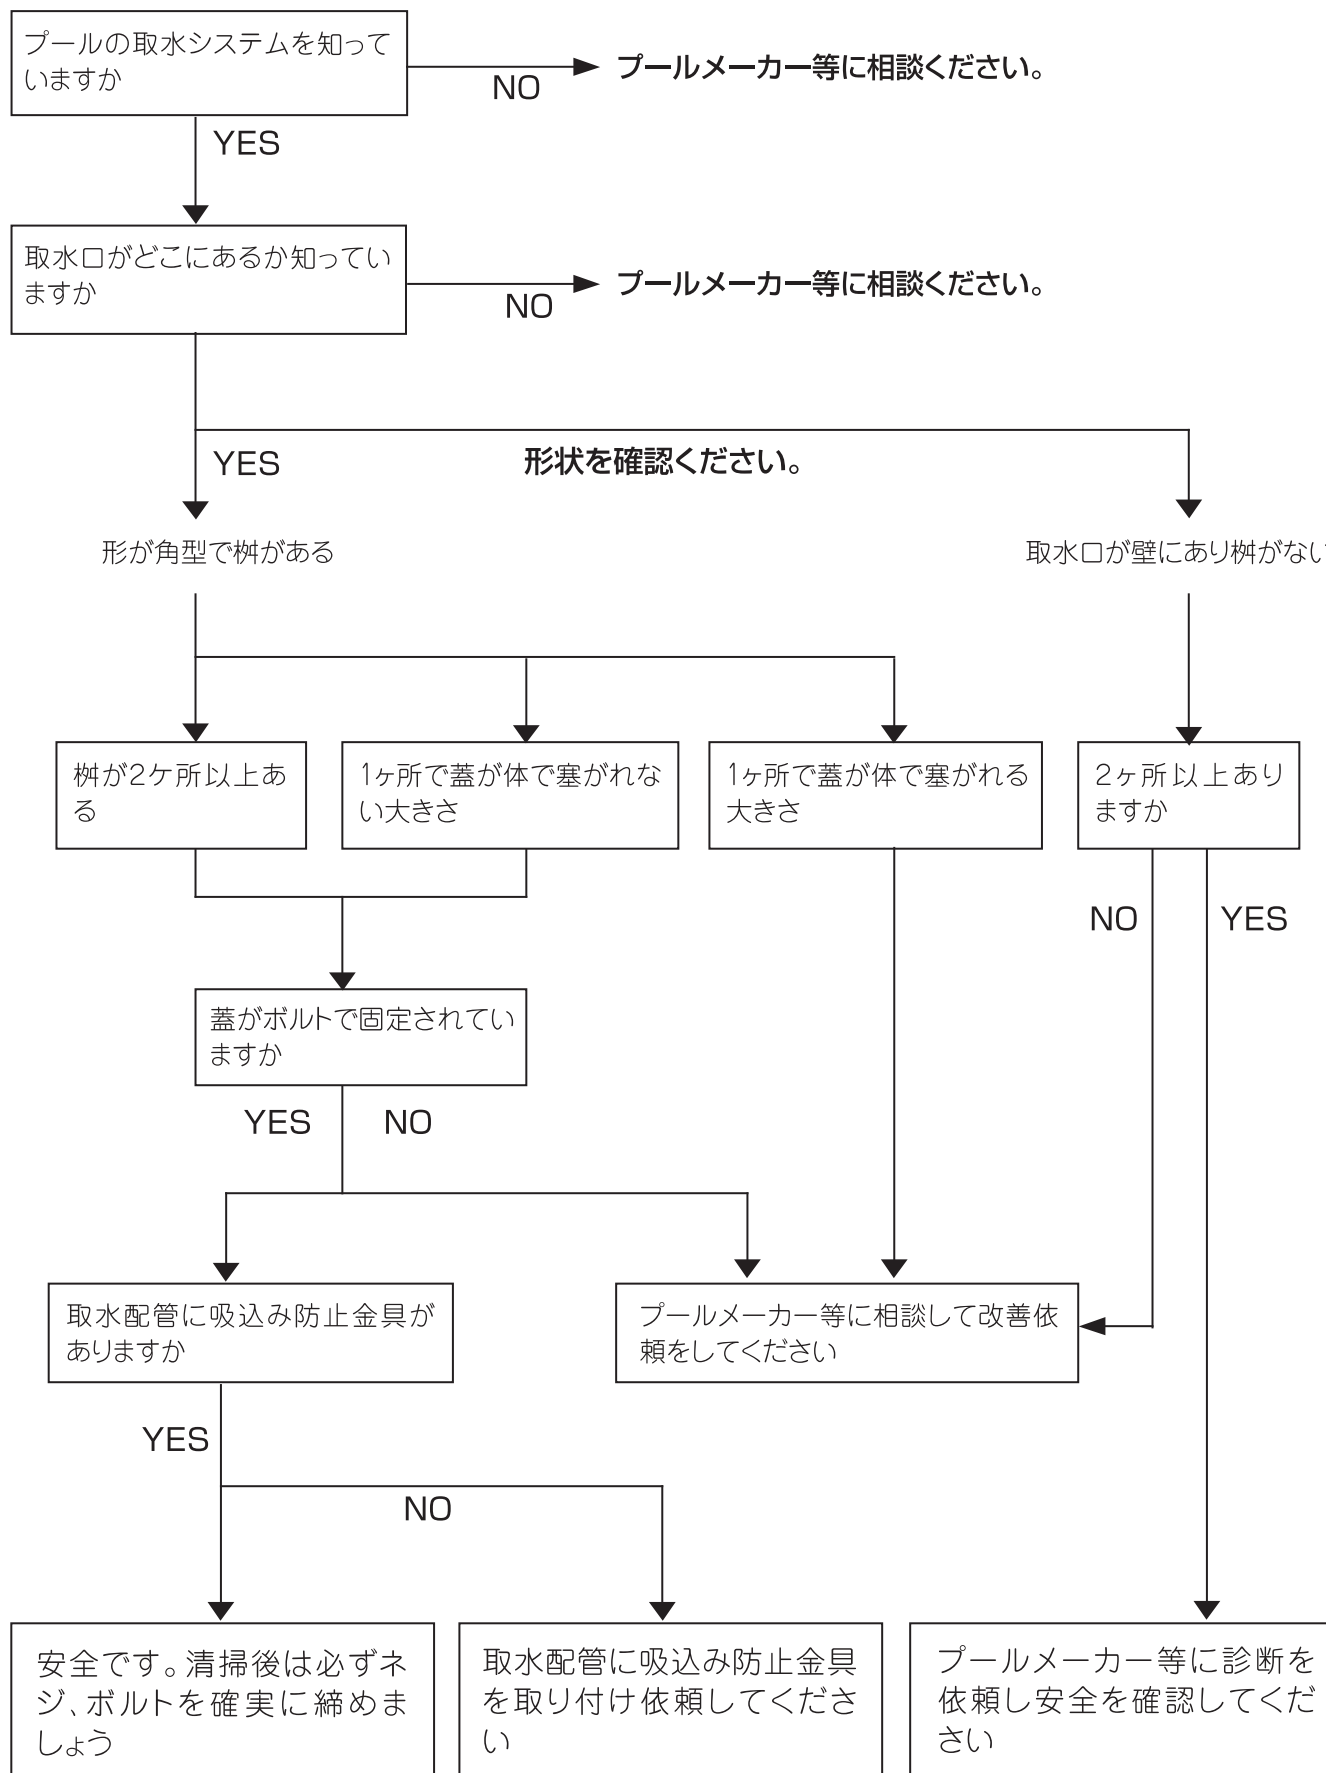 プールの取水システムを知って
いますか
NO
プールメーカー等に相談ください。
YES
取水口がどこにあるか知ってい
ますか
NO
プールメーカー等に相談ください。
YES
形状を確認ください。
形が角型で桝がある
取水口が壁にあり桝がない
桝が2ケ所以上あ
る
1ヶ所で蓋が体で塞がれな
い大きさ
1ヶ所で蓋が体で塞がれる
大きさ
2ヶ所以上あり
ますか
NO
YES
蓋がボルトで固定されてい
ますか
YES
NO
取水配管に吸込み防止金具が
ありますか
プールメーカー等に相談して改善依
頼をしてください
YES
NO
安全です。清掃後は必ずネ
ジ、ボルトを確実に締めま
しょう
取水配管に吸込み防止金具
を取り付け依頼してくださ
い
プールメーカー等に診断を
依頼し安全を確認してくだ
さい